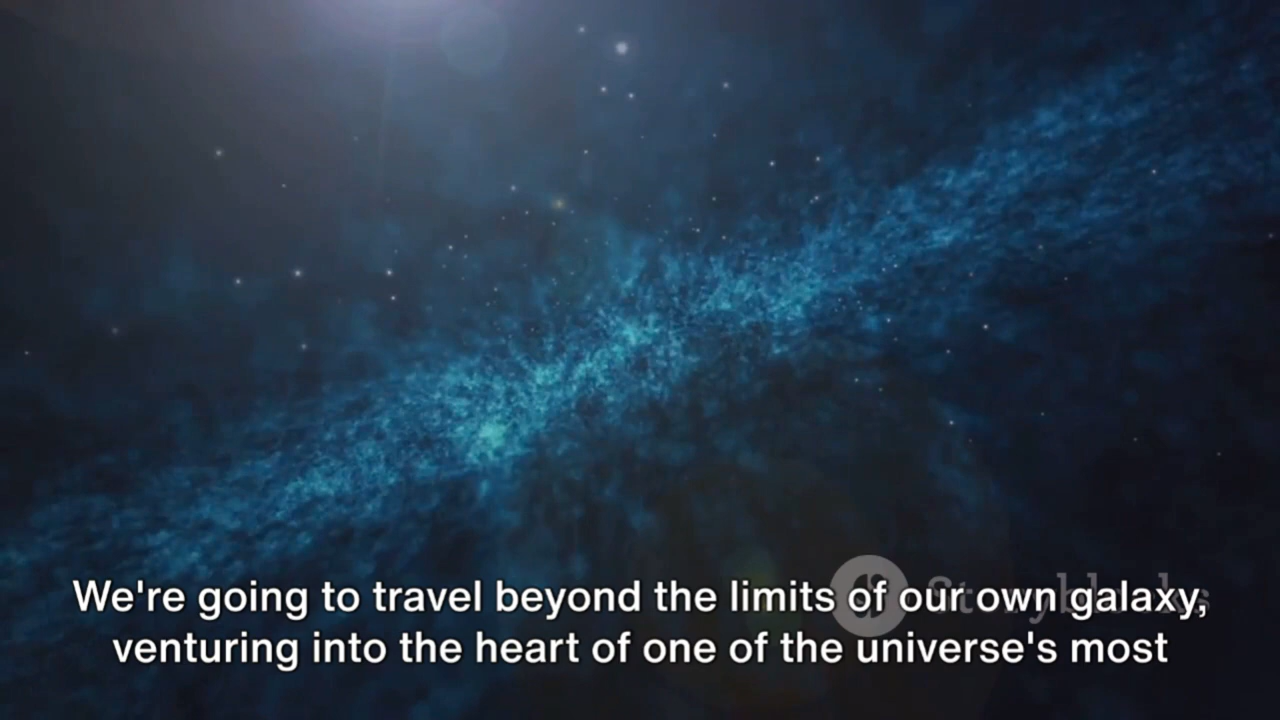 We're going to travel beyond the limits of our own galaxy,
venturing into the heart of one of the universe's most